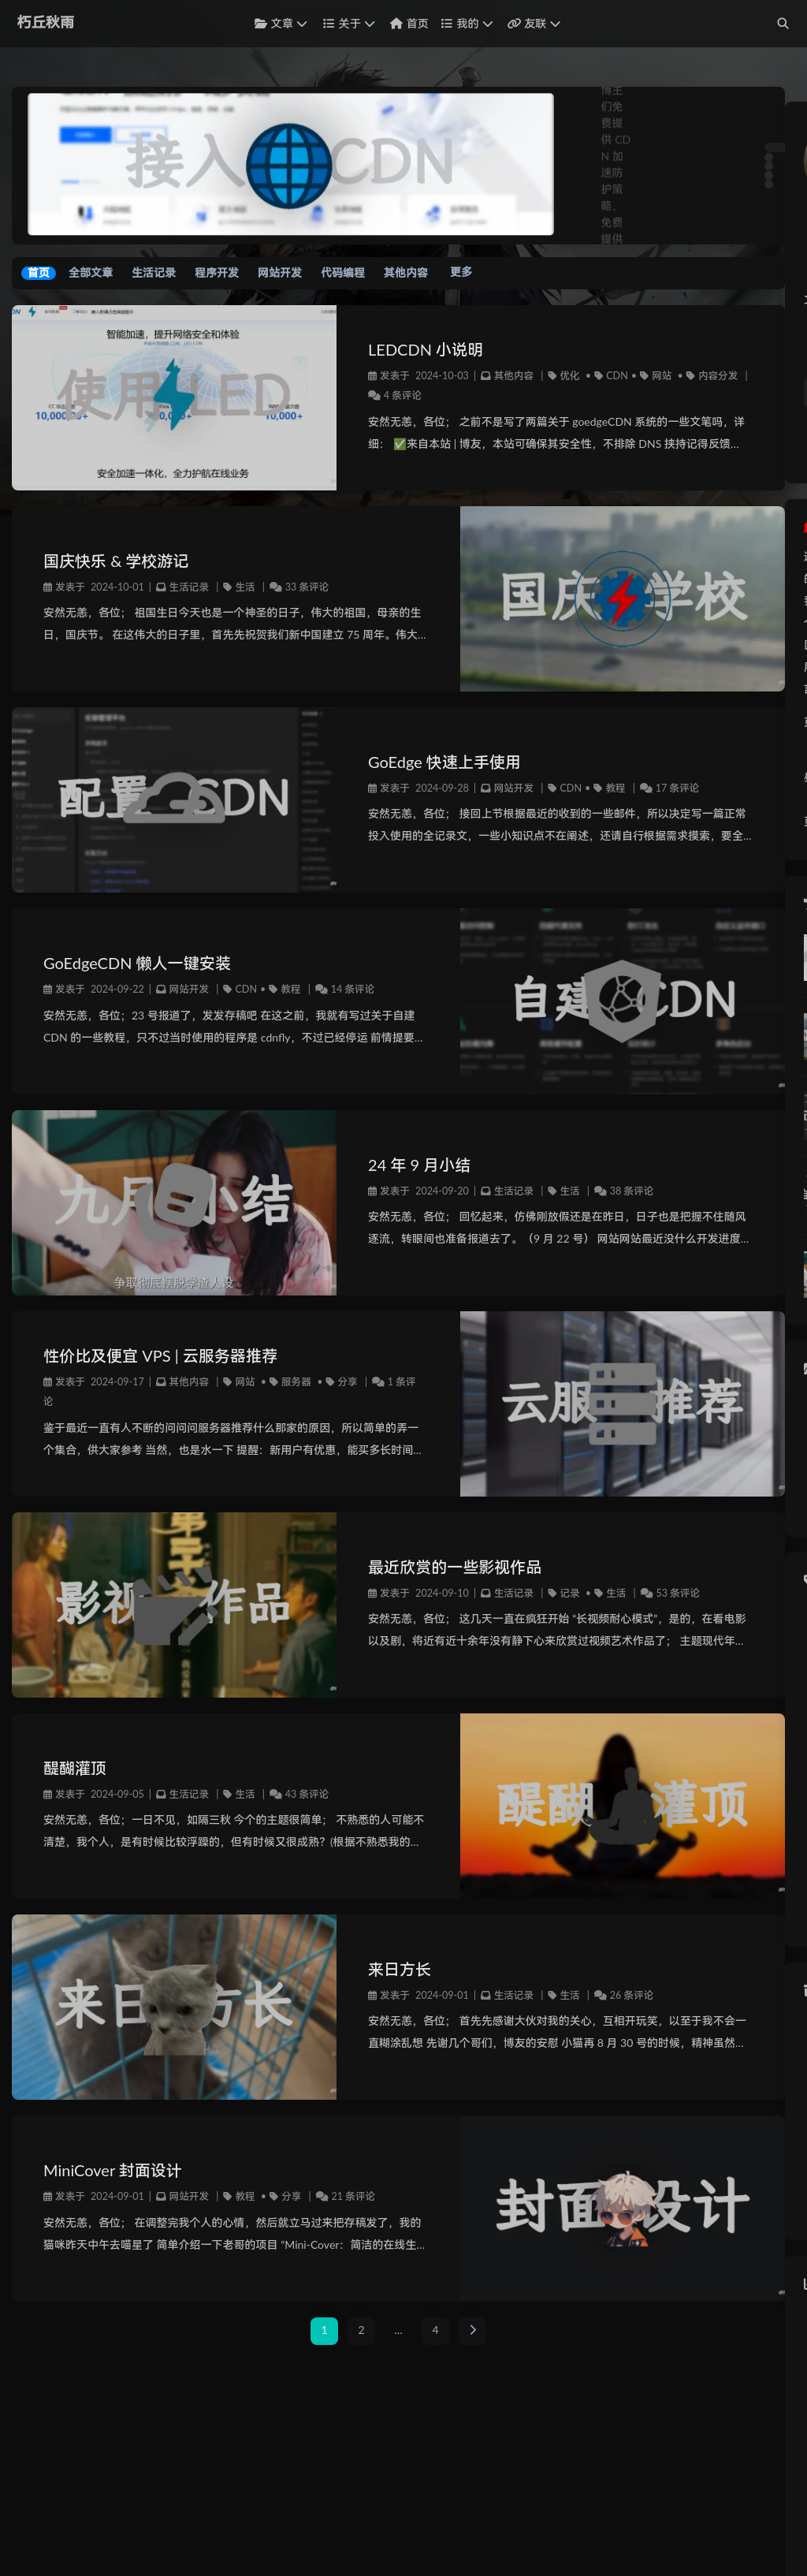 朽丘秋雨
文章 关于 首页 我的 友联
接入 CDN
博主
们免
费提
供 CD
N 加
速防
护策
略，
免费
提供
首页 全部文章 生活记录 程序开发 网站开发 代码编程 其他内容 更多
智能加速，提升网络安全和体验
使用 LED
安全加速一体化，全力护航在线业务
LEDCDN 小说明
发表于 2024-10-03 | 其他内容 | 优化 • CDN • 网站 • 内容分发 |
4 条评论
安然无恙，各位； 之前不是写了两篇关于 goedgeCDN 系统的一些文笔吗，详
细： ✅来自本站 | 博友，本站可确保其安全性，不排除 DNS 挟持记得反馈...
国庆快乐 & 学校游记
发表于 2024-10-01 | 生活记录 | 生活 | 33 条评论
安然无恙，各位； 祖国生日今天也是一个神圣的日子，伟大的祖国，母亲的生
日，国庆节。 在这伟大的日子里，首先先祝贺我们新中国建立 75 周年。伟大...
国庆 学校
配置 CDN
GoEdge 快速上手使用
发表于 2024-09-28 | 网站开发 | CDN • 教程 | 17 条评论
安然无恙，各位； 接回上节根据最近的收到的一些邮件，所以决定写一篇正常
投入使用的全记录文，一些小知识点不在阐述，还请自行根据需求摸索，要全...
GoEdgeCDN 懒人一键安装
发表于 2024-09-22 | 网站开发 | CDN • 教程 | 14 条评论
安然无恙，各位；23 号报道了，发发存稿吧 在这之前，我就有写过关于自建
CDN 的一些教程，只不过当时使用的程序是 cdnfly，不过已经停运 前情提要...
自建 CDN
九月 小结
争取彻底摆脱学渣人设
24 年 9 月小结
发表于 2024-09-20 | 生活记录 | 生活 | 38 条评论
安然无恙，各位； 回忆起来，仿佛刚放假还是在昨日，日子也是把握不住随风
逐流，转眼间也准备报道去了。（9 月 22 号） 网站网站最近没什么开发进度...
性价比及便宜 VPS | 云服务器推荐
发表于 2024-09-17 | 其他内容 | 网站 • 服务器 • 分享 | 1 条评
论
鉴于最近一直有人不断的问问问服务器推荐什么那家的原因，所以简单的弄一
个集合，供大家参考 当然，也是水一下 提醒：新用户有优惠，能买多长时间...
云服 推荐
影视 作品
最近欣赏的一些影视作品
发表于 2024-09-10 | 生活记录 | 记录 • 生活 | 53 条评论
安然无恙，各位； 这几天一直在疯狂开始 “长视频耐心模式”，是的，在看电影
以及剧，将近有近十余年没有静下心来欣赏过视频艺术作品了； 主题现代年...
醍醐灌顶
发表于 2024-09-05 | 生活记录 | 生活 | 43 条评论
安然无恙，各位；一日不见，如隔三秋 今个的主题很简单； 不熟悉的人可能不
清楚，我个人，是有时候比较浮躁的，但有时候又很成熟？（根据不熟悉我的...
醍醐 灌顶
来日 方长
来日方长
发表于 2024-09-01 | 生活记录 | 生活 | 26 条评论
安然无恙，各位； 首先先感谢大伙对我的关心，互相开玩笑，以至于我不会一
直糊涂乱想 先谢几个哥们，博友的安慰 小猫再 8 月 30 号的时候，精神虽然...
MiniCover 封面设计
发表于 2024-09-01 | 网站开发 | 教程 • 分享 | 21 条评论
安然无恙，各位； 在调整完我个人的心情，然后就立马过来把存稿发了，我的
猫咪昨天中午去喵星了 简单介绍一下老哥的项目 “Mini-Cover：简洁的在线生...
封面 设计
1 2 ... 4